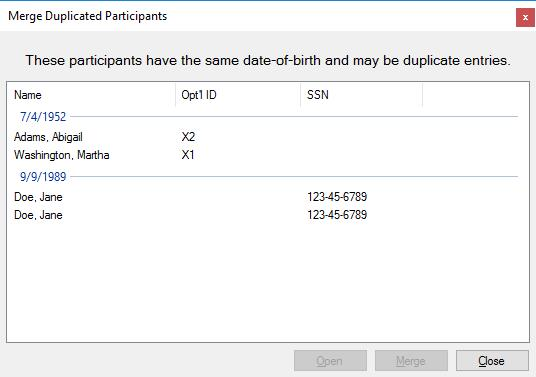 Merge Duplicated Participants
x
These participants have the same date-of-birth and may be duplicate entries.
Name Opt1 ID SSN
7/4/1952
Adams, Abigail X2
Washington, Martha X1
9/9/1989
Doe, Jane 123-45-6789
Doe, Jane 123-45-6789
Open Merge Close